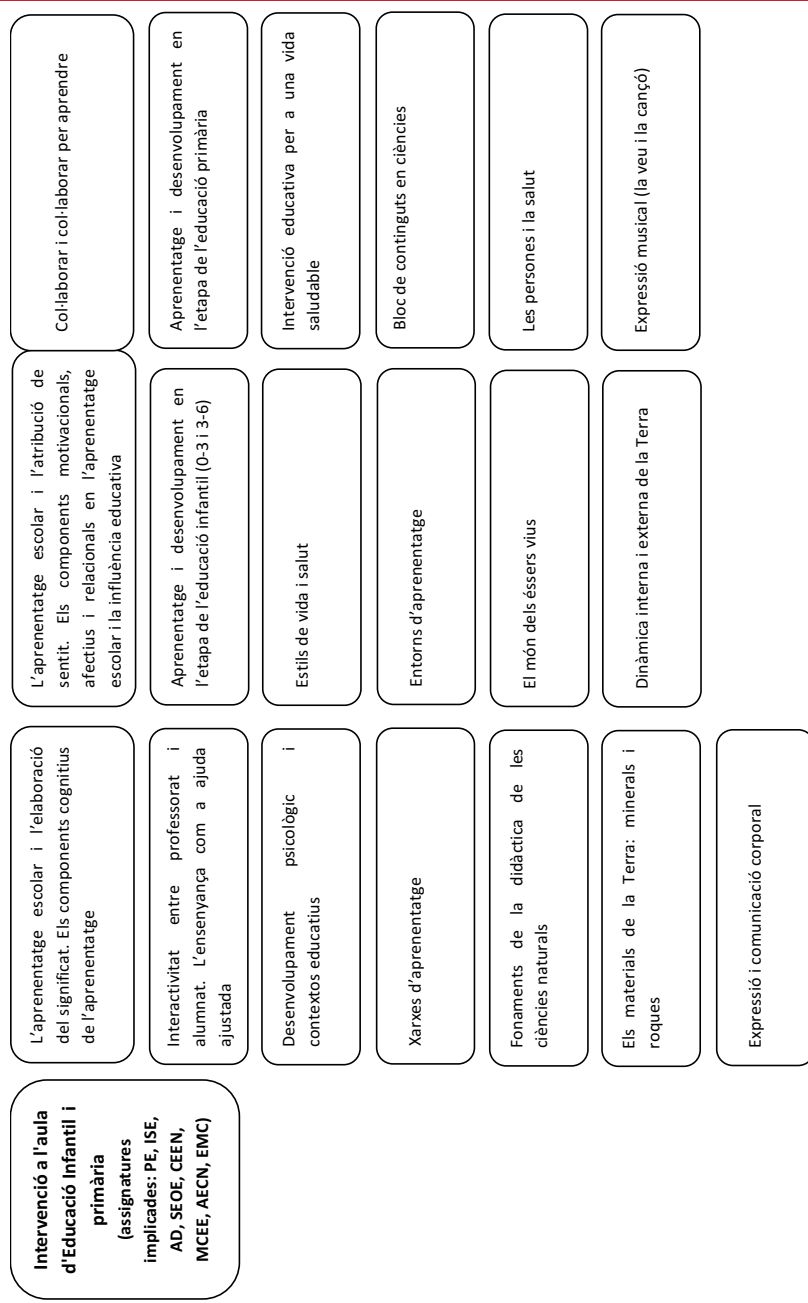 Intervenció a l'aula
d'Educació Infantil i
primària
(assignatures
implicades: PE, ISE,
AD, SEOE, CEEN,
MCEE, AECN, EMC)
L'aprenentatge escolar i l'elaboració
del significat. Els components cognitius
de l'aprenentatge
L'aprenentatge escolar i l'atribució de
sentit. Els components motivacionals,
afectius i relacionals en l'aprenentatge
escolar i la influència educativa
Col·laborar i col·laborar per aprendre
Interactivitat entre professorat i
alumnat. L'ensenyança com a ajuda
ajustada
Aprenentatge i desenvolupament en
l'etapa de l'educació infantil (0-3 i 3-6)
Aprenentatge i desenvolupament en
l'etapa de l'educació primària
Desenvolupament psicològic i
contextos educatius
Estils de vida i salut
Intervenció educativa per a una vida
saludable
Xarxes d'aprenentatge
Entorns d'aprenentatge
Bloc de continguts en ciències
Fonaments de la didàctica de les
ciències naturals
El món dels éssers vius
Les persones i la salut
Els materials de la Terra: minerals i
roques
Dinàmica interna i externa de la Terra
Expressió musical (la veu i la cançó)
Expressió i comunicació corporal